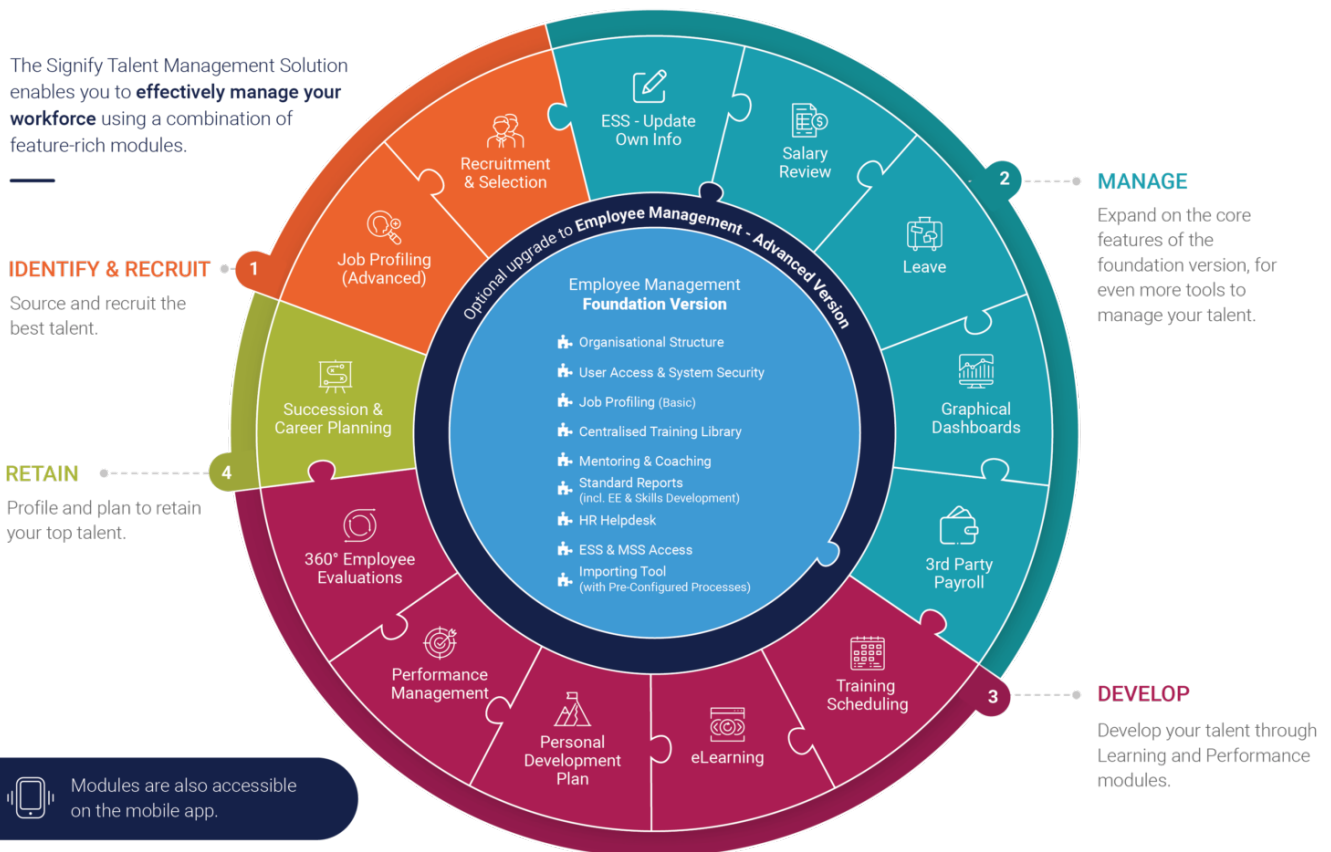 The Signify Talent Management Solution
enables you to effectively manage your
workforce using a combination of
feature-rich modules.
1
IDENTIFY & RECRUIT
Source and recruit the
best talent.
Job Profiling
(Advanced)
Recruitment
& Selection
2
MANAGE
Expand on the core
features of the
foundation version, for
even more tools to
manage your talent.
ESS - Update
Own Info
Salary
Review
Leave
Graphical
Dashboards
3rd Party
Payroll
3
DEVELOP
Develop your talent through
Learning and Performance
modules.
Training
Scheduling
eLearning
Personal
Development
Plan
Performance
Management
360° Employee
Evaluations
4
RETAIN
Profile and plan to retain
your top talent.
Succession &
Career Planning
Optional upgrade to Employee Management - Advanced Version
Employee Management
Foundation Version
Organisational Structure
User Access & System Security
Job Profiling (Basic)
Centralised Training Library
Mentoring & Coaching
Standard Reports
(incl. EE & Skills Development)
HR Helpdesk
ESS & MSS Access
Importing Tool
(with Pre-Configured Processes)
Modules are also accessible
on the mobile app.